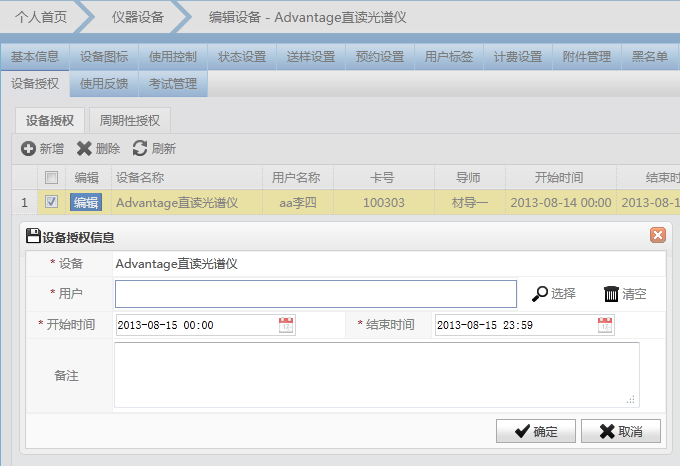 个人首页 仪器设备 编辑设备 - Advantage直读光谱仪
基本信息 设备图标 使用控制 状态设置 送样设置 预约设置 用户标签 计费设置 附件管理 黑名单
设备授权 使用反馈 考试管理
设备授权 周期性授权
新增 删除 刷新
编辑 设备名称 用户名称 卡号 导师 开始时间 结束时
1 编辑 Advantage直读光谱仪 aa李四 100303 材导一 2013-08-14 00:00 2013-08-1
设备授权信息
* 设备 Advantage直读光谱仪
* 用户 选择 清空
* 开始时间 2013-08-15 00:00 * 结束时间 2013-08-15 23:59
备注
确定 取消